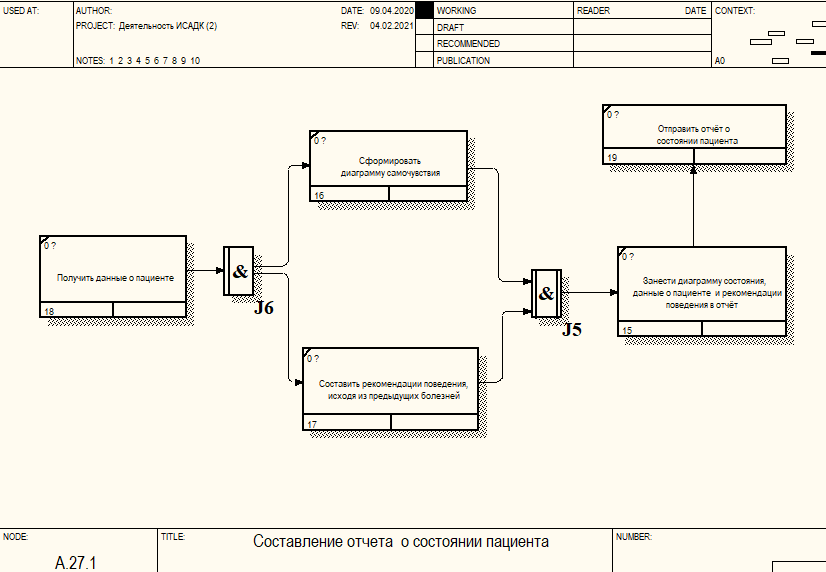 USED AT:
AUTHOR:
DATE: 09.04.2020
WORKING
READER
DATE
CONTEXT:
PROJECT: Деятельность ИСАДК (2)
REV: 04.02.2021
DRAFT
RECOMMENDED
NOTES: 1 2 3 4 5 6 7 8 9 10
PUBLICATION
A0
0 ?
Отправить отчёт о
состоянии пациента
19
0 ?
Сформировать
диаграмму самочувствия
16
0 ?
Получить данные о пациенте
18
&
J6
&
J5
0 ?
Занести диаграмму состояния,
данные о пациенте и рекомендации
поведения в отчёт
15
0 ?
Составить рекомендации поведения,
исходя из предыдущих болезней
17
NODE:
TITLE:
Составление отчета о состоянии пациента
NUMBER:
A.27.1